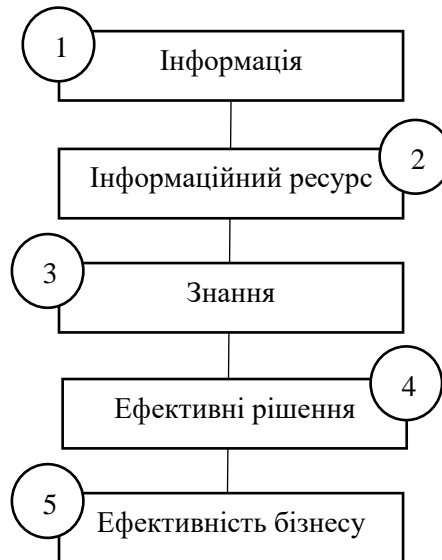 1
Інформація
2
Інформаційний ресурс
3
Знання
4
Ефективні рішення
5
Ефективність бізнесу